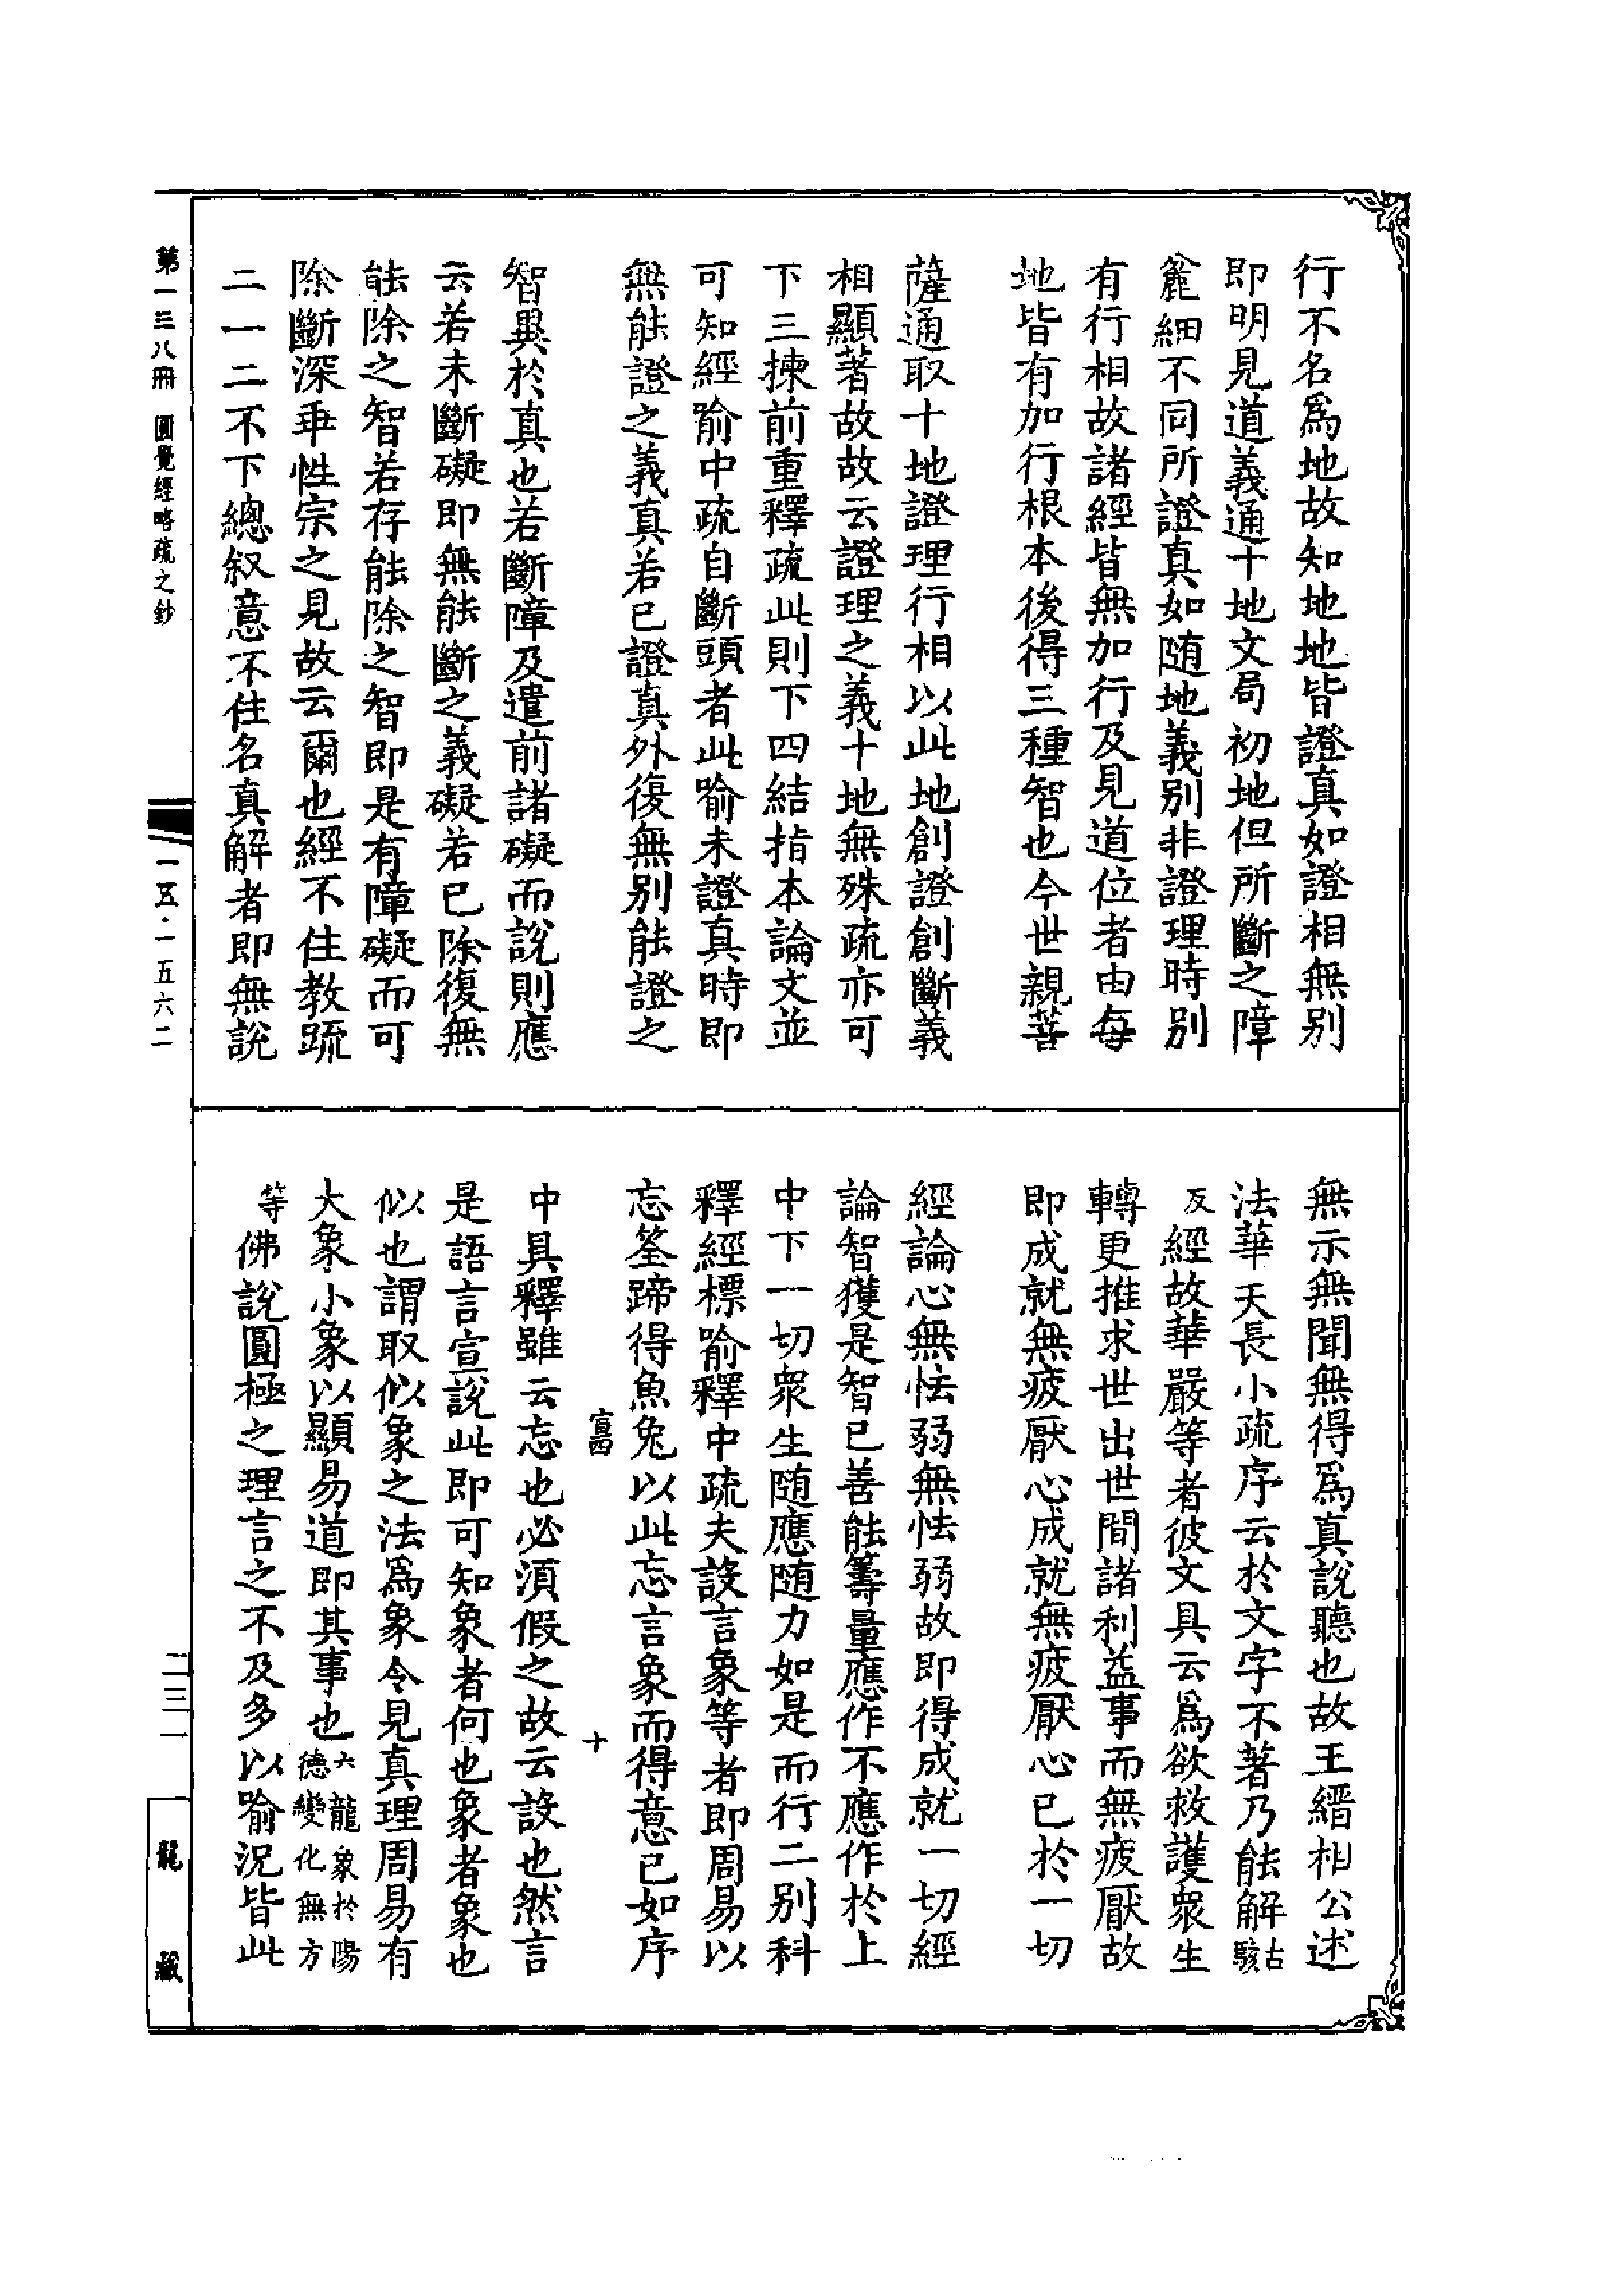 行不名爲地故知地地皆證真如證相無别
即明見道義通十地文局初地但所斷之障
麄細不同所證真如随地義别非證理時别
有行相故諸經皆無加行及見道位者由每
地皆有加行根本後得三種智也今世親菩
薩通取十地證理行相以此地創證創斷義
相顯著故故云證理之義十地無殊疏亦可
下三揀前重釋疏此則下四結指本論文並
可知經喻中疏自斷頭者此喻未證真時即
無能證之義真若已證真外復無别能證之
智異於真也若斷障及遣前諸礙而說則應
云若未斷礙即無能斷之義礙若已除復無
能除之智若存能除之智即是有障礙而可
除斷深乖性宗之見故云爾也經不住教疏
二一二不下總叙意不住名真解者即無說
無示無聞無得爲真說聽也故王縉相公述
法華天長小疏序云於文字不著乃能解古駭
反經故華嚴等者彼文具云爲欲救護衆生
轉更推求世出世間諸利益事而無疲厭故
即成就無疲厭心成就無疲厭心已於一切
經論心無怯弱無怯弱故即得成就一切經
論智獲是智已善能籌量應作不應作於上
中下一切衆生随應随力如是而行二别科
釋經標喻釋中疏夫設言象等者即周易以
忘筌蹄得魚兔以此忘言象而得意已如序
富四 十
中具釋雖云忘也必須假之故云設也然言
是語言宣說此即可知象者何也象者象也
似也謂取似象之法爲象令見真理周易有
大象小象以顯易道即其事也六龍象於陽德變化無方
等佛說圓極之理言之不及多以喻況皆此
第一三八冊 圓覺經略疏之鈔
一五·一五六二
二三一
龍藏